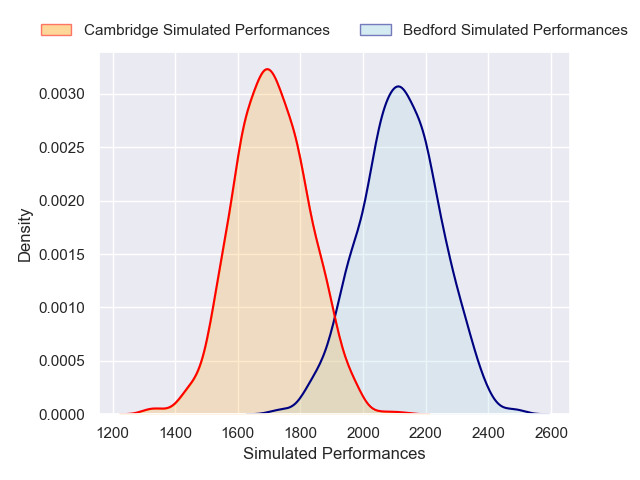 Cambridge Simulated Performances Bedford Simulated Performances
0.0030
0.0025
0.0020
0.0015
0.0010
0.0005
0.0000
Density
1200 1400 1600 1800 2000 2200 2400 2600
Simulated Performances